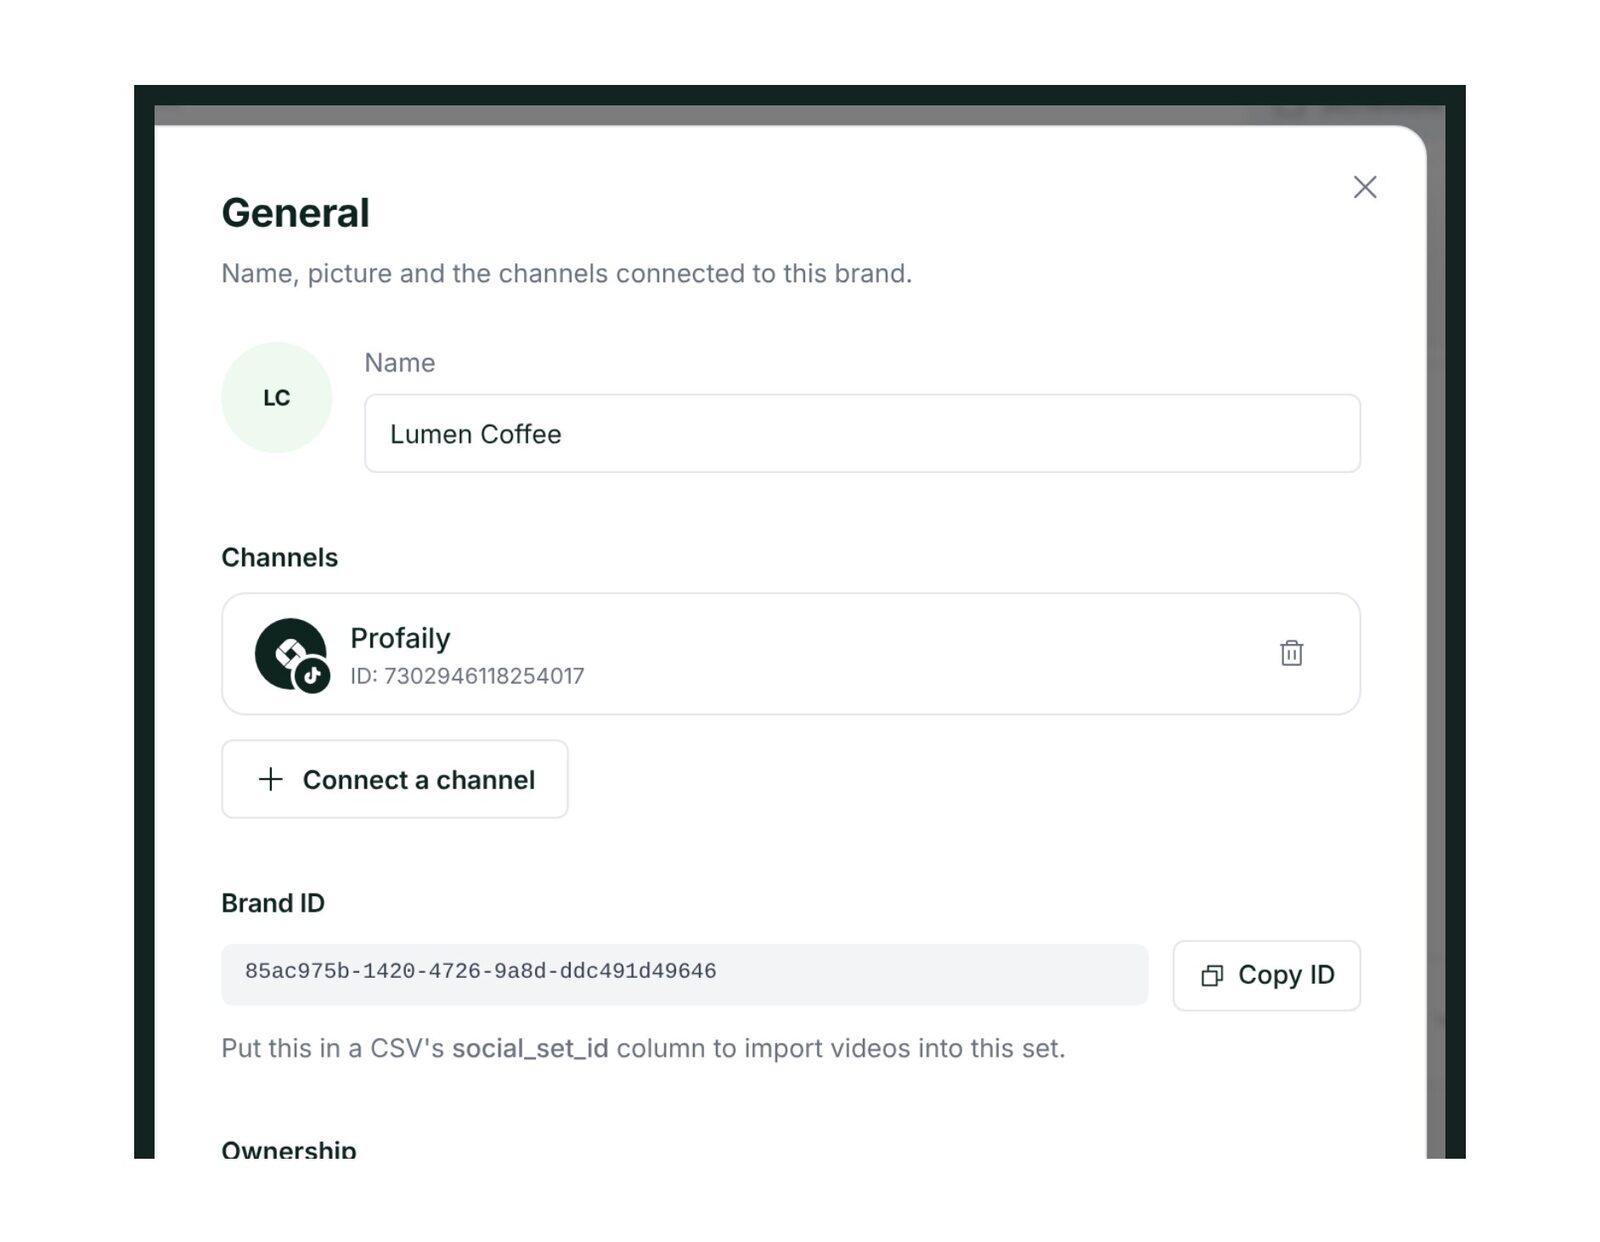 General
Name, picture and the channels connected to this brand.
LC
Name
Lumen Coffee
Channels
Profaily
ID: 7302946118254017
Connect a channel
Brand ID
85ac975b-1420-4726-9a8d-ddc491d49646
Copy ID
Put this in a CSV's social_set_id column to import videos into this set.
Ownership